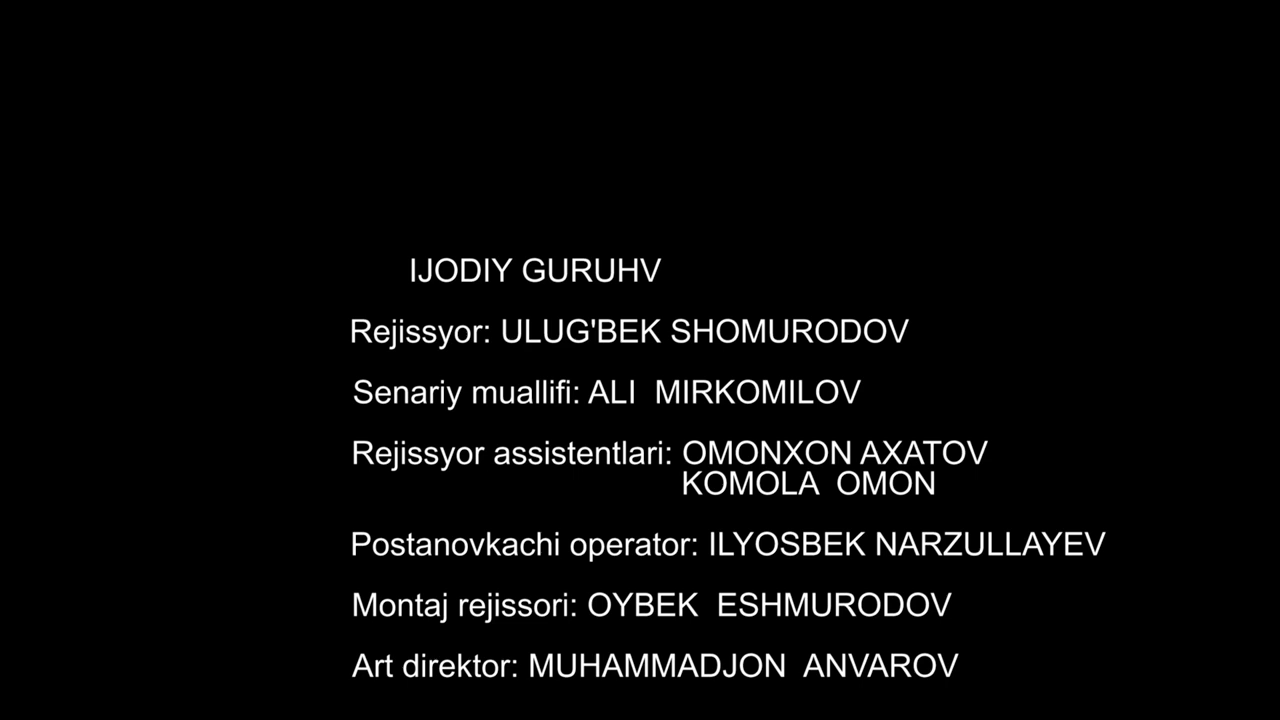 IJODIY GURUHV
Rejissyor: ULUG'BEK SHOMURODOV
Senariy muallifi: ALI MIRKOMILOV
Rejissyor assistentlari: OMONXON AXATOV
KOMOLA OMON
Postanovkachi operator: ILYOSBEK NARZULLAYEV
Montaj rejissori: OYBEK ESHMURODOV
Art direktor: MUHAMMADJON ANVAROV